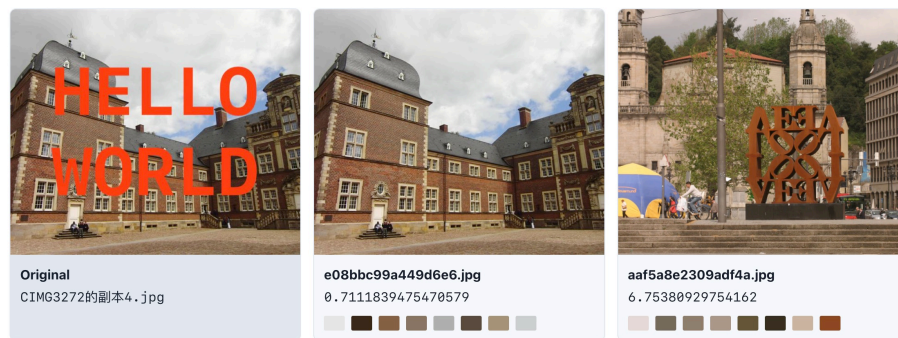 HELLO
WORLD
Original
CIMG3272的副本4.jpg
e08bbc99a449d6e6.jpg
0.7111839475470579
aaf5a8e2309adf4a.jpg
6.75380929754162